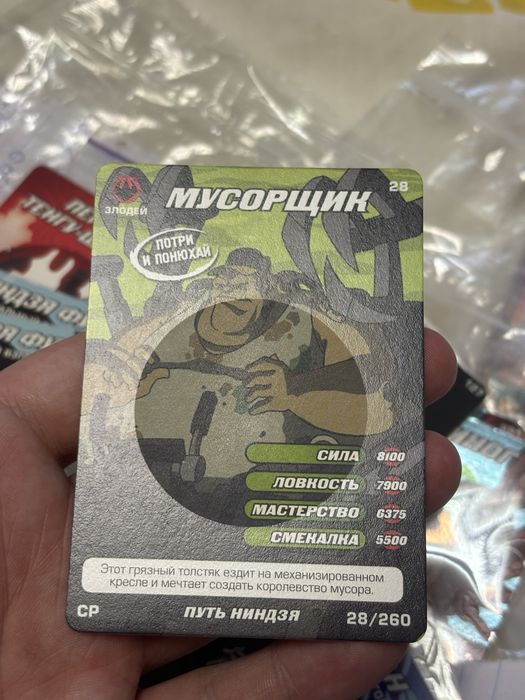 28
ЗЛОДЕЙ
МУСОРЩИК
ПОТРИ
И ПОНЮХАЙ
СИЛА 8100
ЛОВКОСТЬ 7900
МАСТЕРСТВО 6375
СМЕКАЛКА 5500
Этот грязный толстяк ездит на механизированном
кресле и мечтает создать королевство мусора.
СР ПУТЬ НИНДЗЯ 28/260